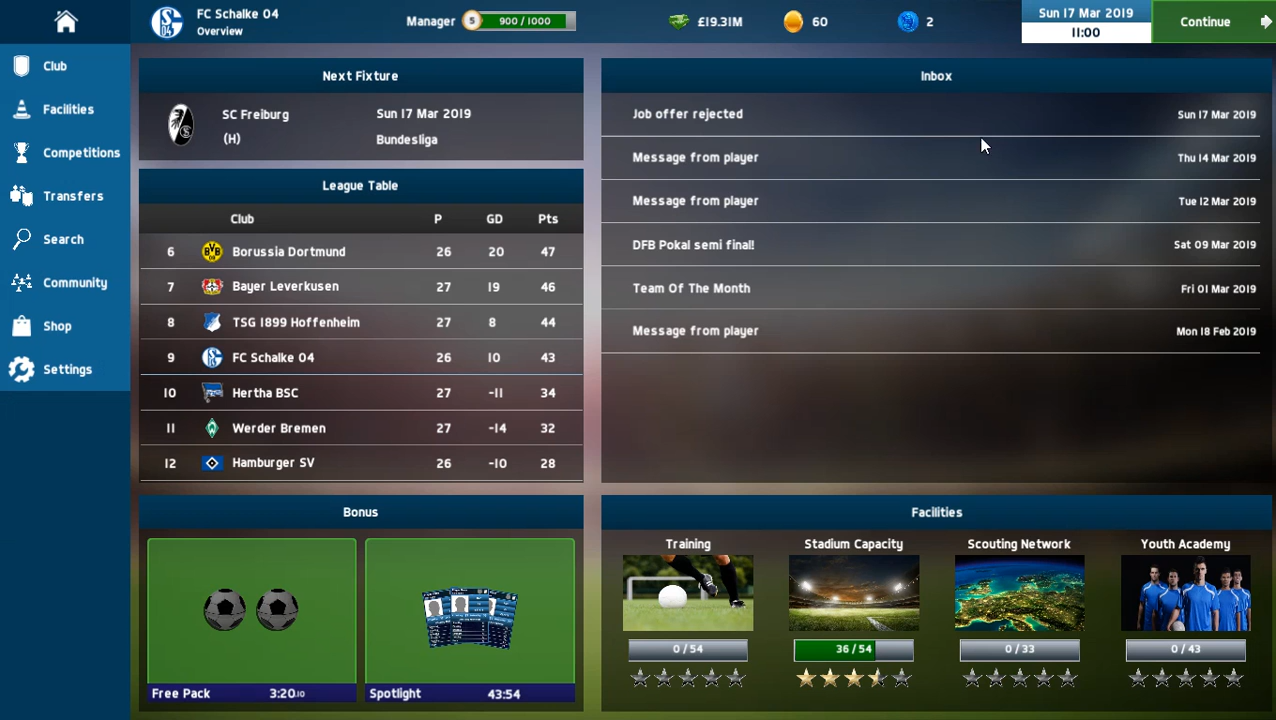 FC Schalke 04
Overview
Manager 5 900 / 1000
£19.31M
60
2
Sun 17 Mar 2019
11:00
Continue
Club
Facilities
Competitions
Transfers
Search
Community
Shop
Settings
Next Fixture
SC Freiburg
(H)
Sun 17 Mar 2019
Bundesliga
League Table
Club P GD Pts
6 Borussia Dortmund 26 20 47
7 Bayer Leverkusen 27 19 46
8 TSG 1899 Hoffenheim 27 8 44
9 FC Schalke 04 26 10 43
10 Hertha BSC 27 -11 34
11 Werder Bremen 27 -14 32
12 Hamburger SV 26 -10 28
Inbox
Job offer rejected Sun 17 Mar 2019
Message from player Thu 14 Mar 2019
Message from player Tue 12 Mar 2019
DFB Pokal semi final! Sat 09 Mar 2019
Team Of The Month Fri 01 Mar 2019
Message from player Mon 18 Feb 2019
Bonus
Free Pack 3:20.10
Spotlight 43:54
Facilities
Training
0 / 54
Stadium Capacity
36 / 54
Scouting Network
0 / 33
Youth Academy
0 / 43